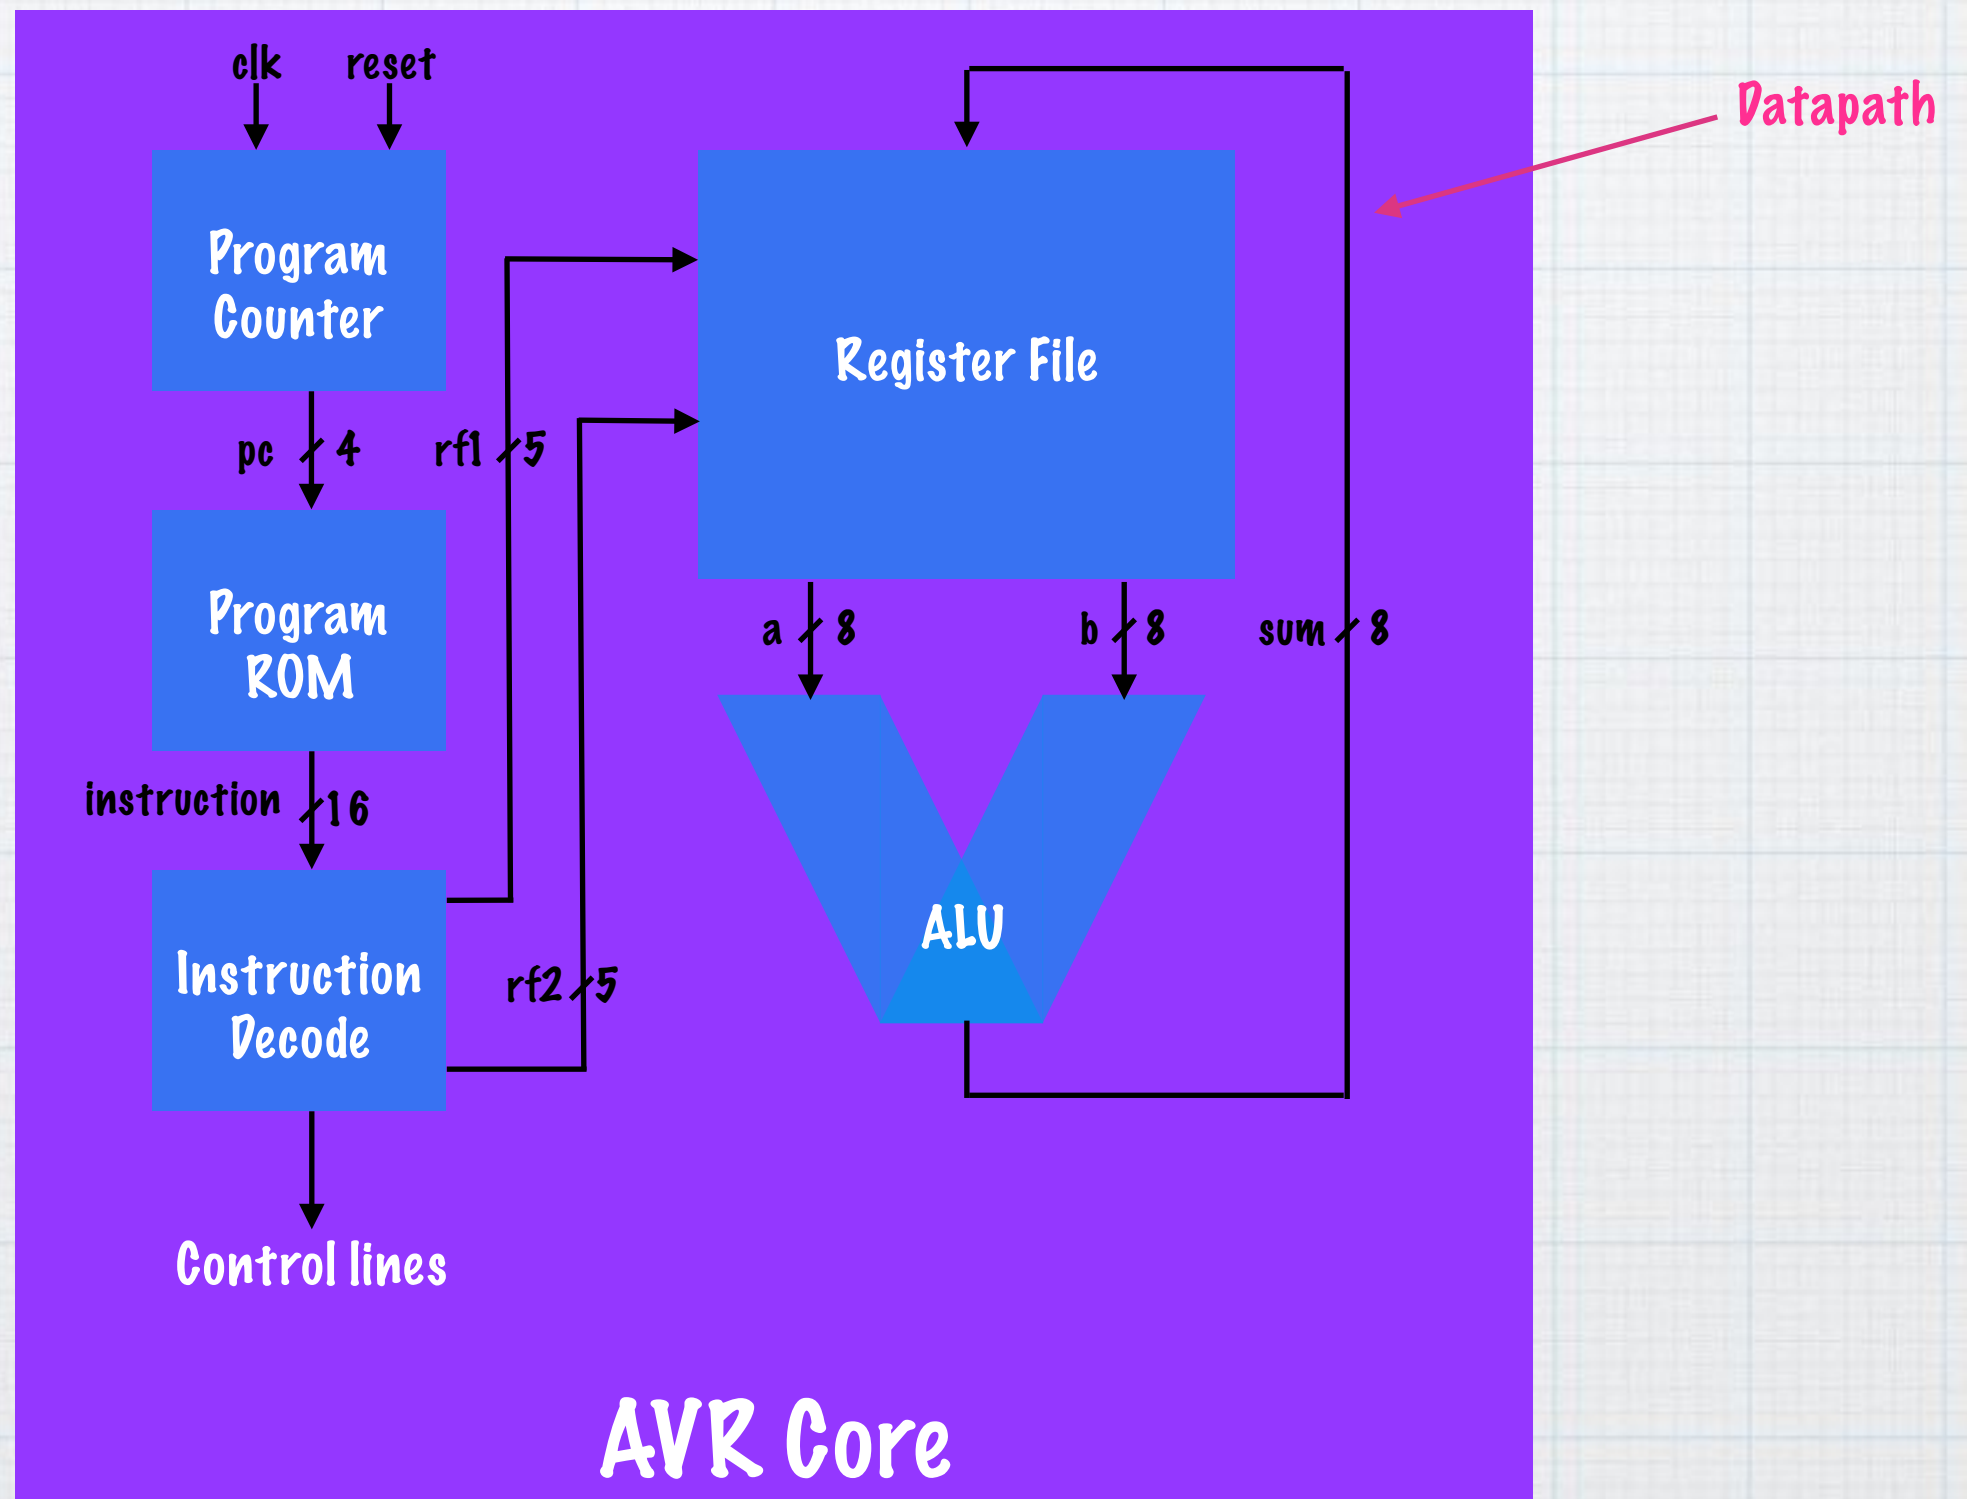 clk
reset
Datapath
Program
Counter
Register File
pc 4
rf1 5
Program
ROM
a 8
b 8
sum 8
instruction 16
Instruction
Decode
rf2 5
ALU
Control lines
AVR Core